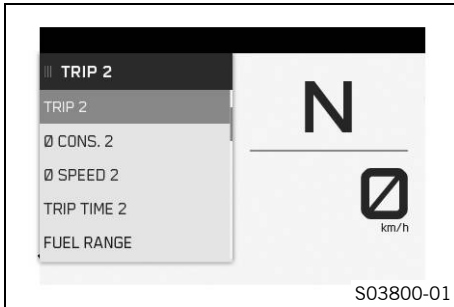 TRIP 2
TRIP 2
Ø CONS. 2
Ø SPEED 2
TRIP TIME 2
FUEL RANGE
N
0
km/h
S03800-01